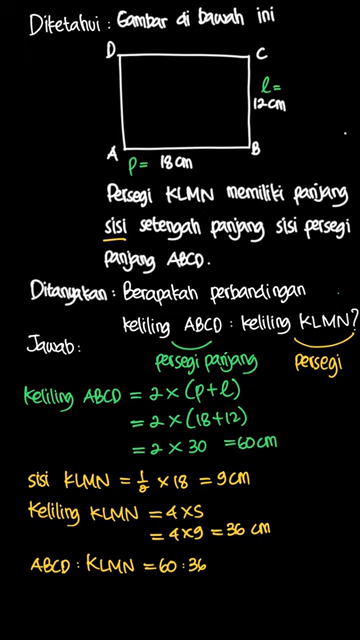 Diketahui : Gambar di bawah ini
D C
l =
12 cm
A B
p = 18 cm
Persegi KLMN memiliki panjang
sisi setengah panjang sisi persegi
panjang ABCD.
Ditanyakan : Berapakah perbandingan
keliling ABCD : keliling KLMN?
Jawab:
persegi panjang persegi
keliling ABCD = 2 × (p+l)
= 2 × (18+12)
= 2 × 30 = 60 cm
sisi KLMN = 1/2 × 18 = 9 cm
Keliling KLMN = 4 × S
= 4 × 9 = 36 cm
ABCD : KLMN = 60 : 36